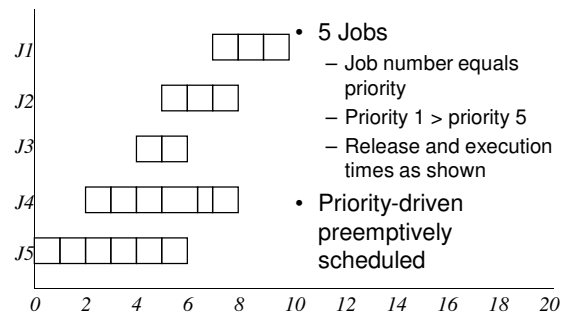 J1
J2
J3
J4
J5
0 2 4 6 8 10 12 14 16 18 20
• 5 Jobs
– Job number equals
priority
– Priority 1 > priority 5
– Release and execution
times as shown
• Priority-driven
preemptively
scheduled